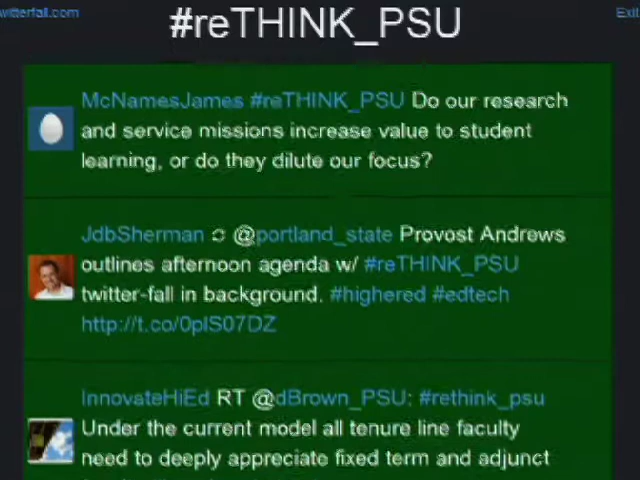 witterfall.com
Exit
#reTHINK_PSU
McNamesJames #reTHINK_PSU Do our research
and service missions increase value to student
learning, or do they dilute our focus?
JdbSherman @portland_state Provost Andrews
outlines afternoon agenda w/ #reTHINK_PSU
twitter-fall in background. #highered #edtech
http://t.co/0pIS07DZ
InnovateHiEd RT @dBrown_PSU: #rethink_psu
Under the current model all tenure line faculty
need to deeply appreciate fixed term and adjunct